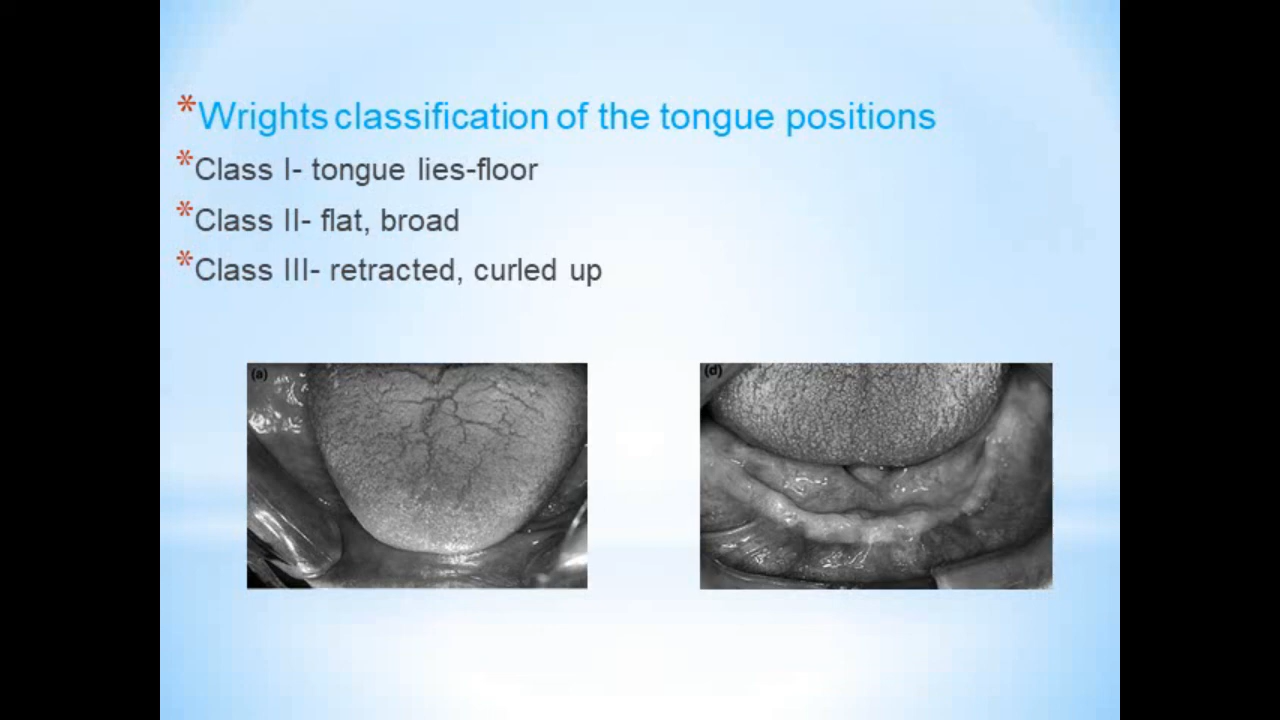 *Wrights classification of the tongue positions
*Class I- tongue lies-floor
*Class II- flat, broad
*Class III- retracted, curled up
(a)
(d)